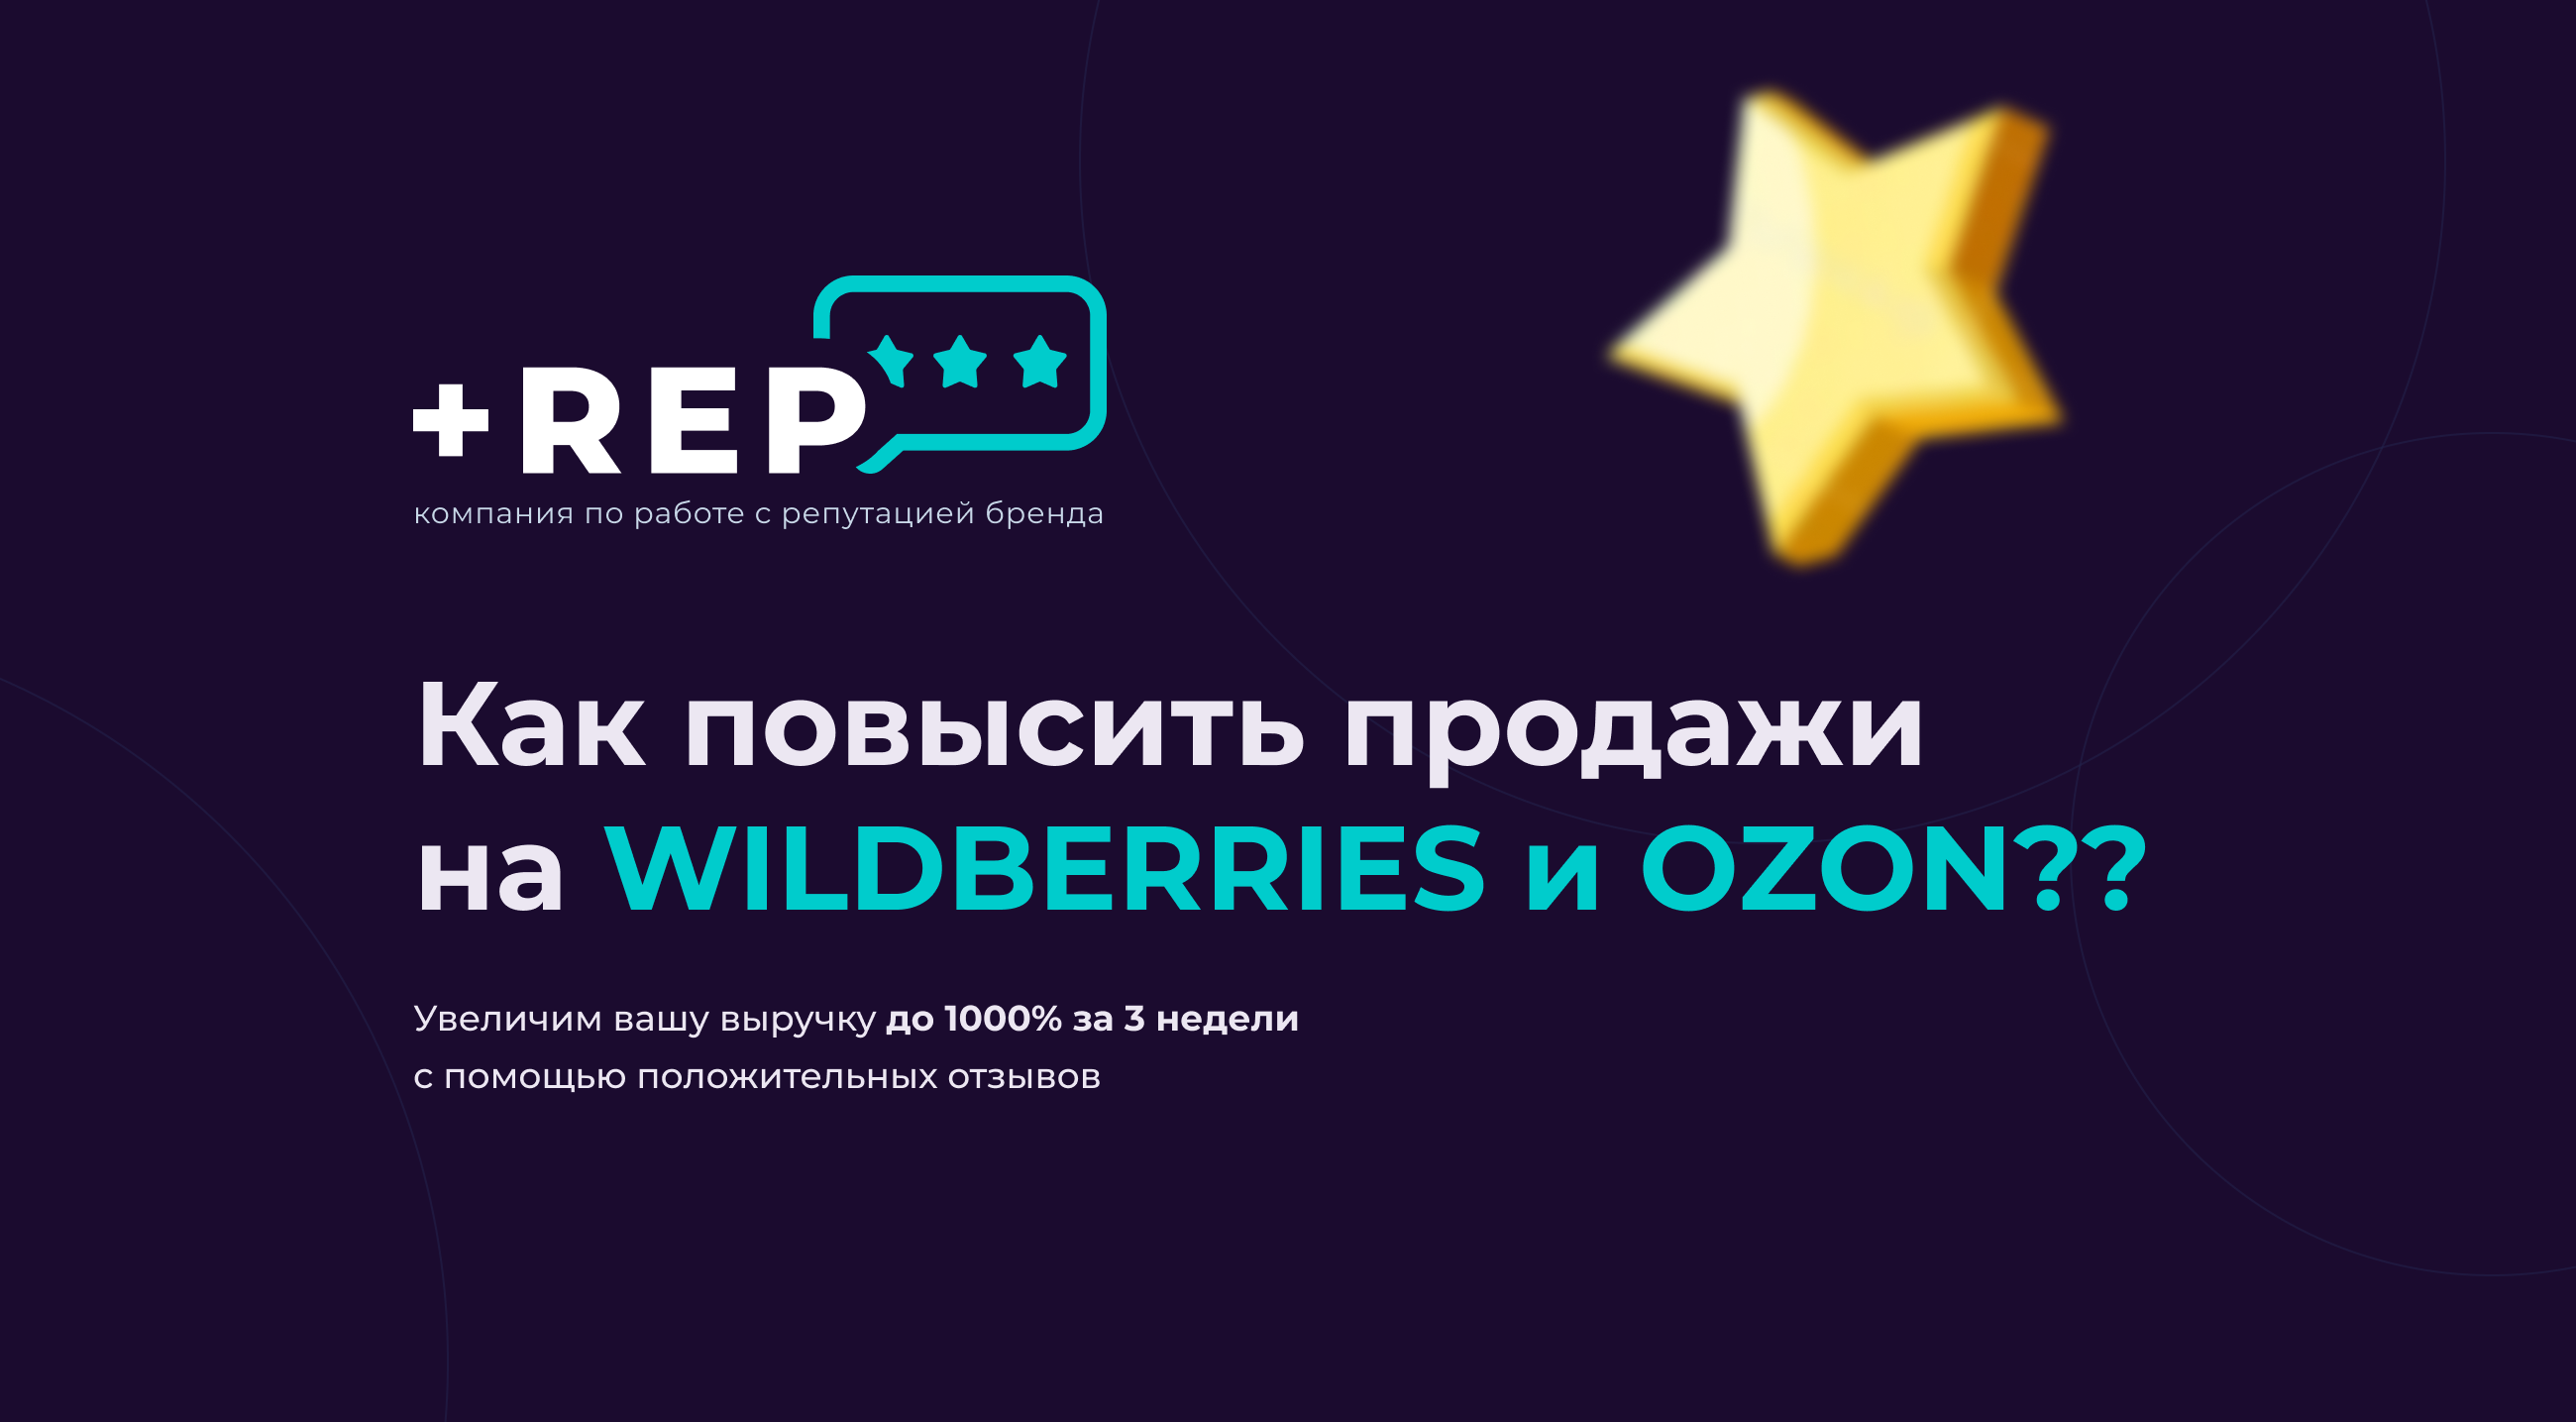 +REP
компания по работе с репутацией бренда
Как повысить продажи
на WILDBERRIES и OZON??
Увеличим вашу выручку до 1000% за 3 недели
с помощью положительных отзывов